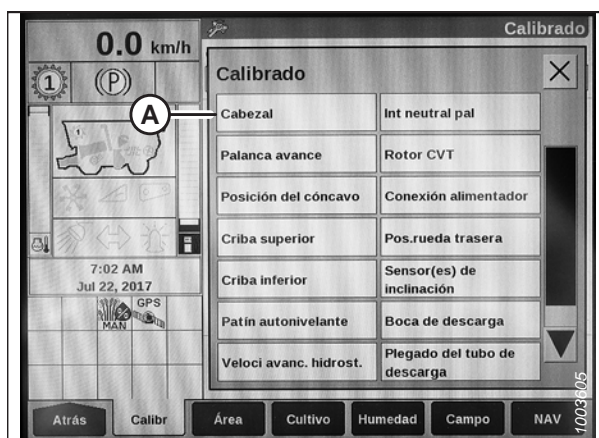 Calibrado
0.0 km/h
1
(P)
A
Calibrado
Cabezal
Int neutral pal
Palanca avance
Rotor CVT
Posición del cóncavo
Conexión alimentador
Criba superior
Pos.rueda trasera
Criba inferior
Sensor(es) de
inclinación
Patín autonivelante
Boca de descarga
Veloci avanc. hidrost.
Plegado del tubo de
descarga
7:02 AM
Jul 22, 2017
GPS
MAN
Atrás
Calibr
Área
Cultivo
Humedad
Campo
NAV
1003605